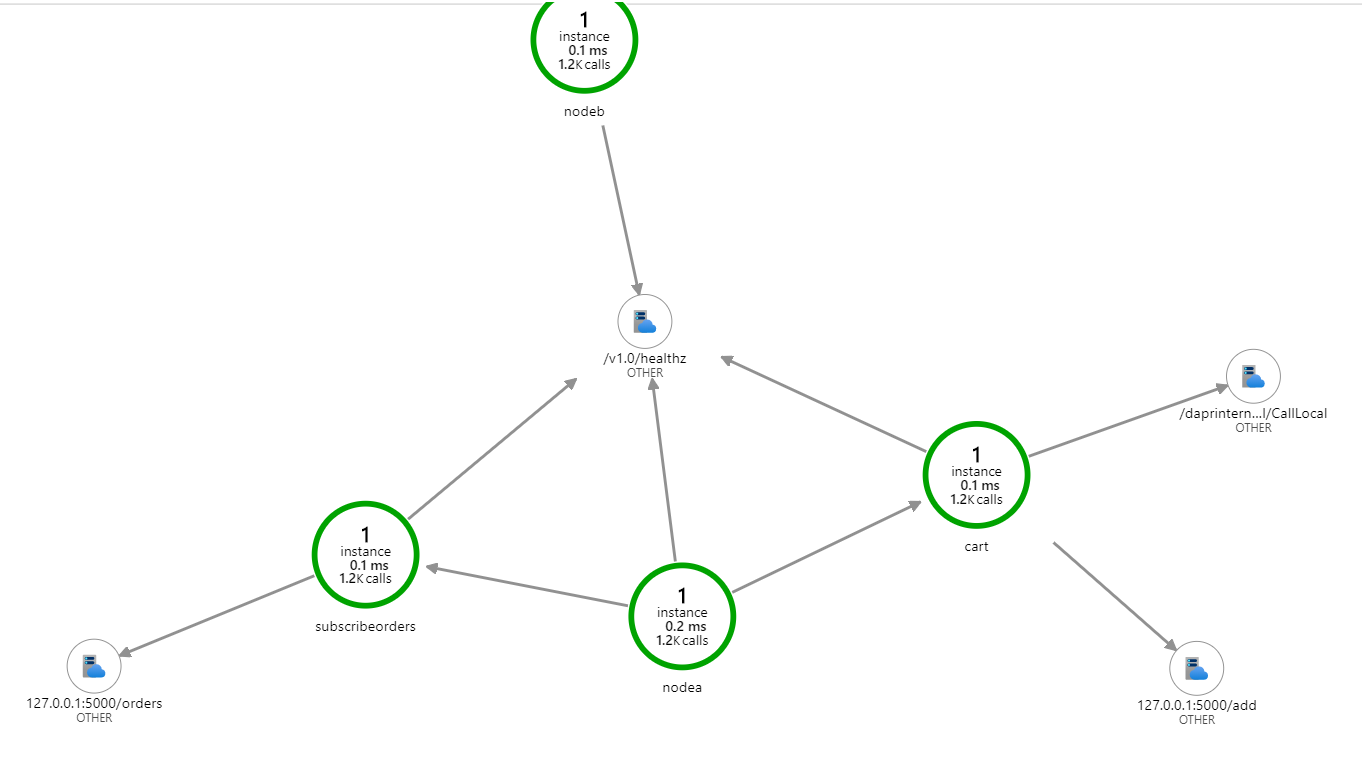 1
instance
0.1 ms
1.2K calls
nodeb
/v1.0/healthz
OTHER
/daprintern...l/CallLocal
OTHER
1
instance
0.1 ms
1.2K calls
cart
1
instance
0.1 ms
1.2K calls
subscribeorders
1
instance
0.2 ms
1.2K calls
nodea
127.0.0.1:5000/orders
OTHER
127.0.0.1:5000/add
OTHER